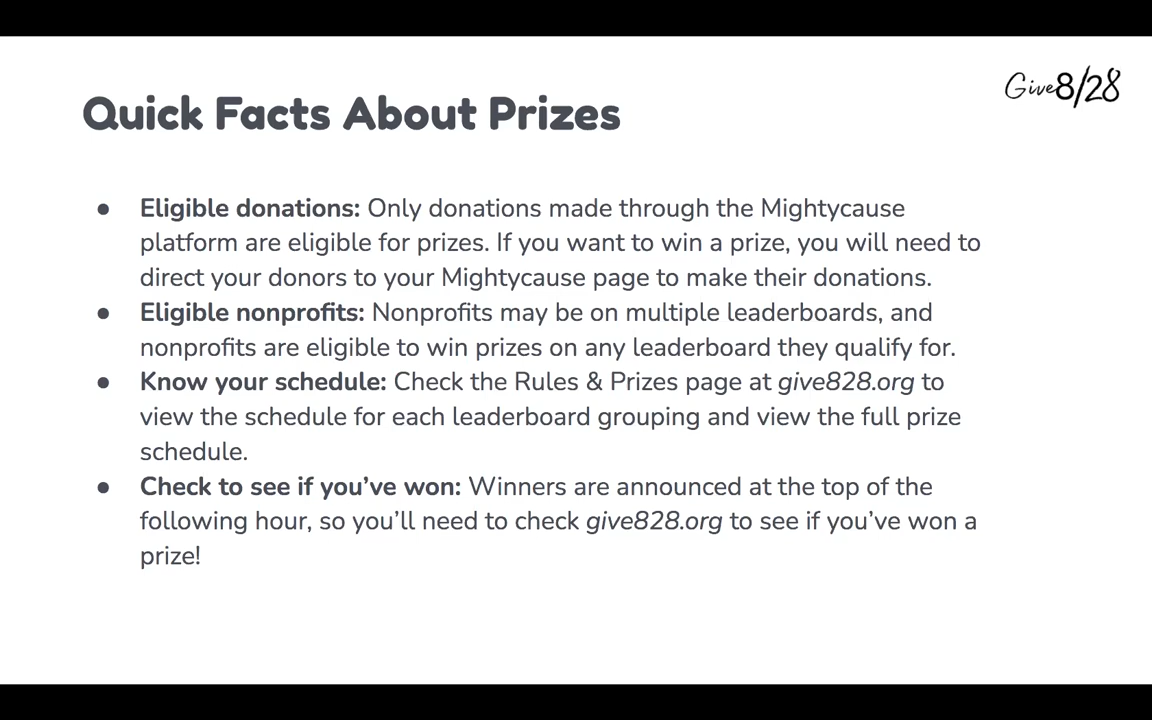 Give8/28
Quick Facts About Prizes
● Eligible donations: Only donations made through the Mightycause
platform are eligible for prizes. If you want to win a prize, you will need to
direct your donors to your Mightycause page to make their donations.
● Eligible nonprofits: Nonprofits may be on multiple leaderboards, and
nonprofits are eligible to win prizes on any leaderboard they qualify for.
● Know your schedule: Check the Rules & Prizes page at give828.org to
view the schedule for each leaderboard grouping and view the full prize
schedule.
● Check to see if you’ve won: Winners are announced at the top of the
following hour, so you’ll need to check give828.org to see if you’ve won a
prize!